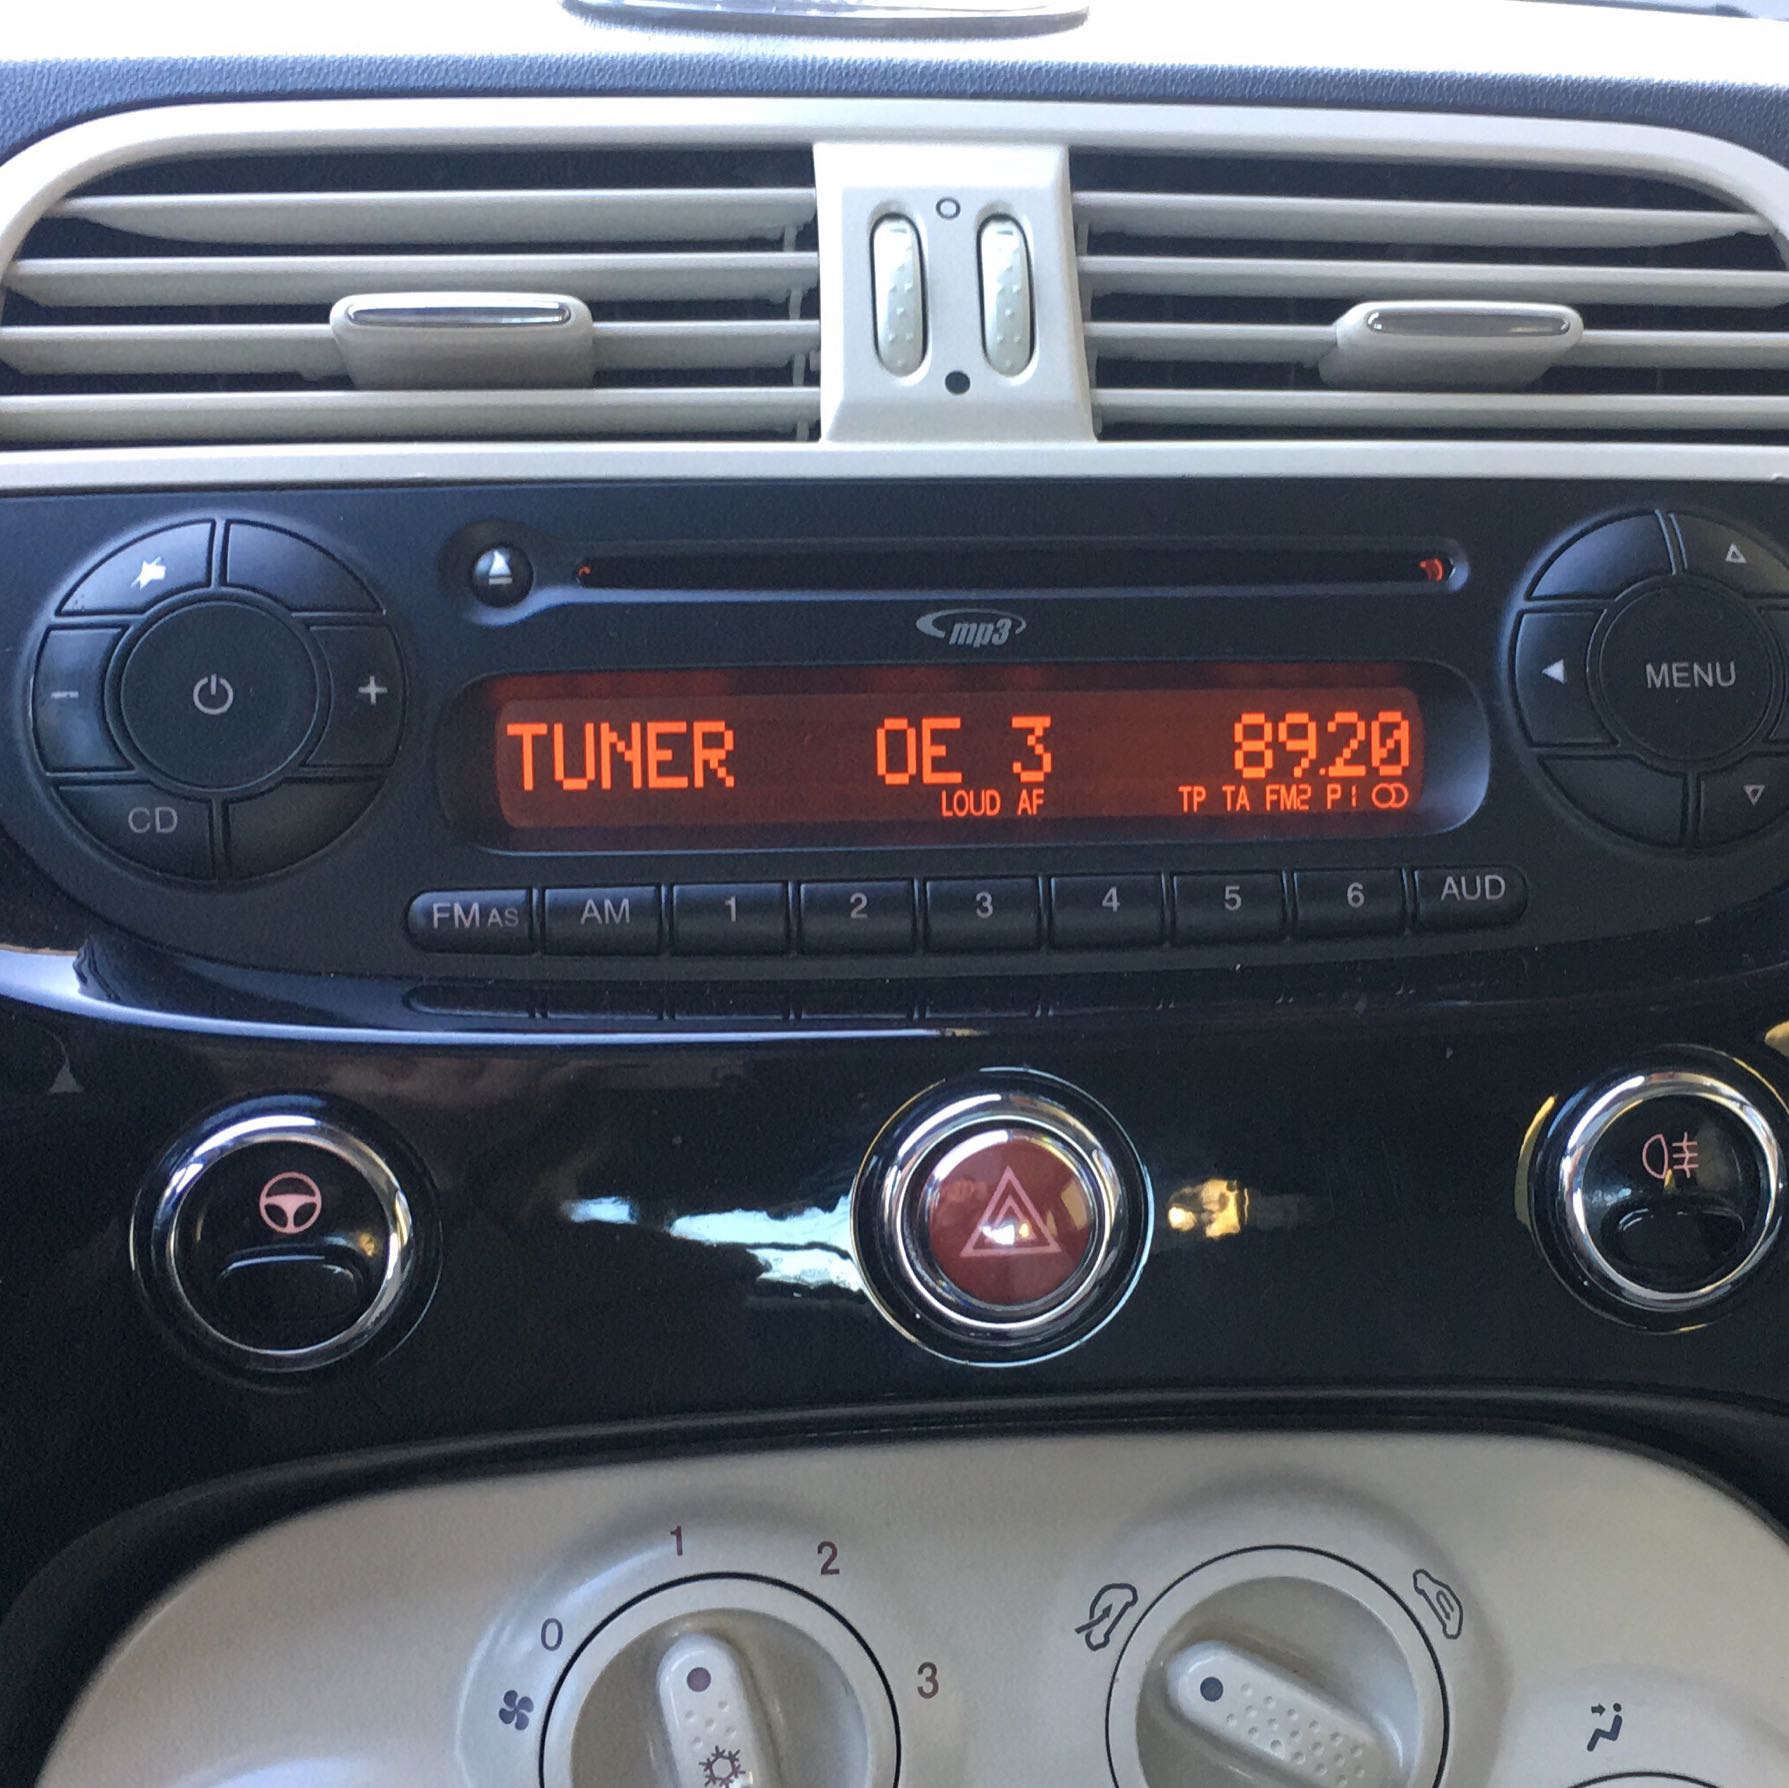 mp3
TUNER OE 3 89.20
LOUD AF TP TA FM2 P1
MENU
CD
FM AS AM 1 2 3 4 5 6 AUD
1 2
0
3